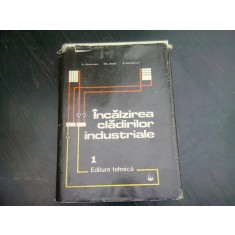 Încălzirea
clădirilor
industriale
1
Editura tehnică